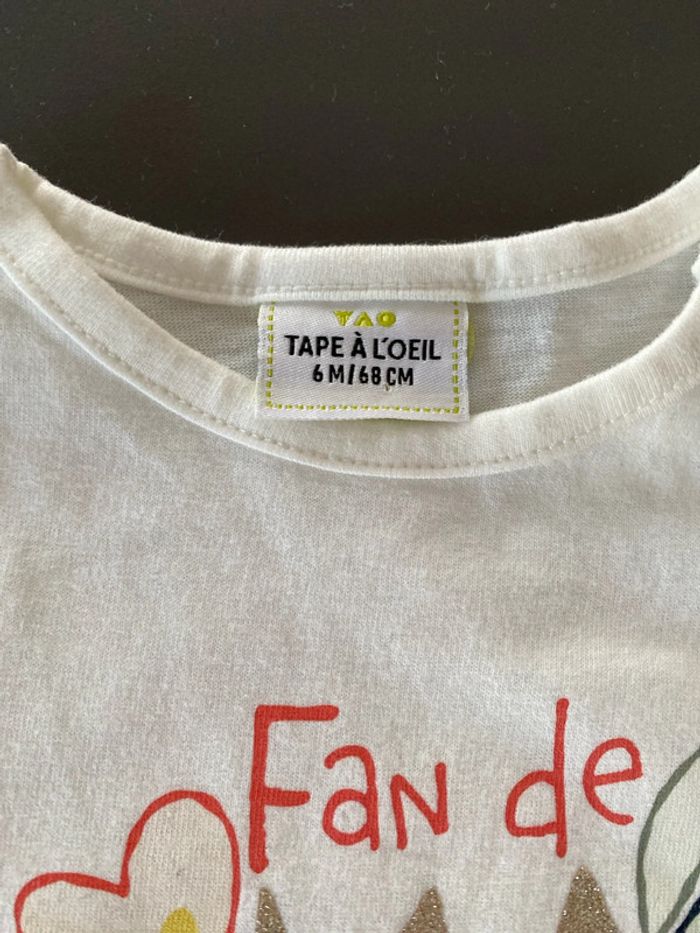 TAO
TAPE À L'OEIL
6 M/68 CM
Fan de